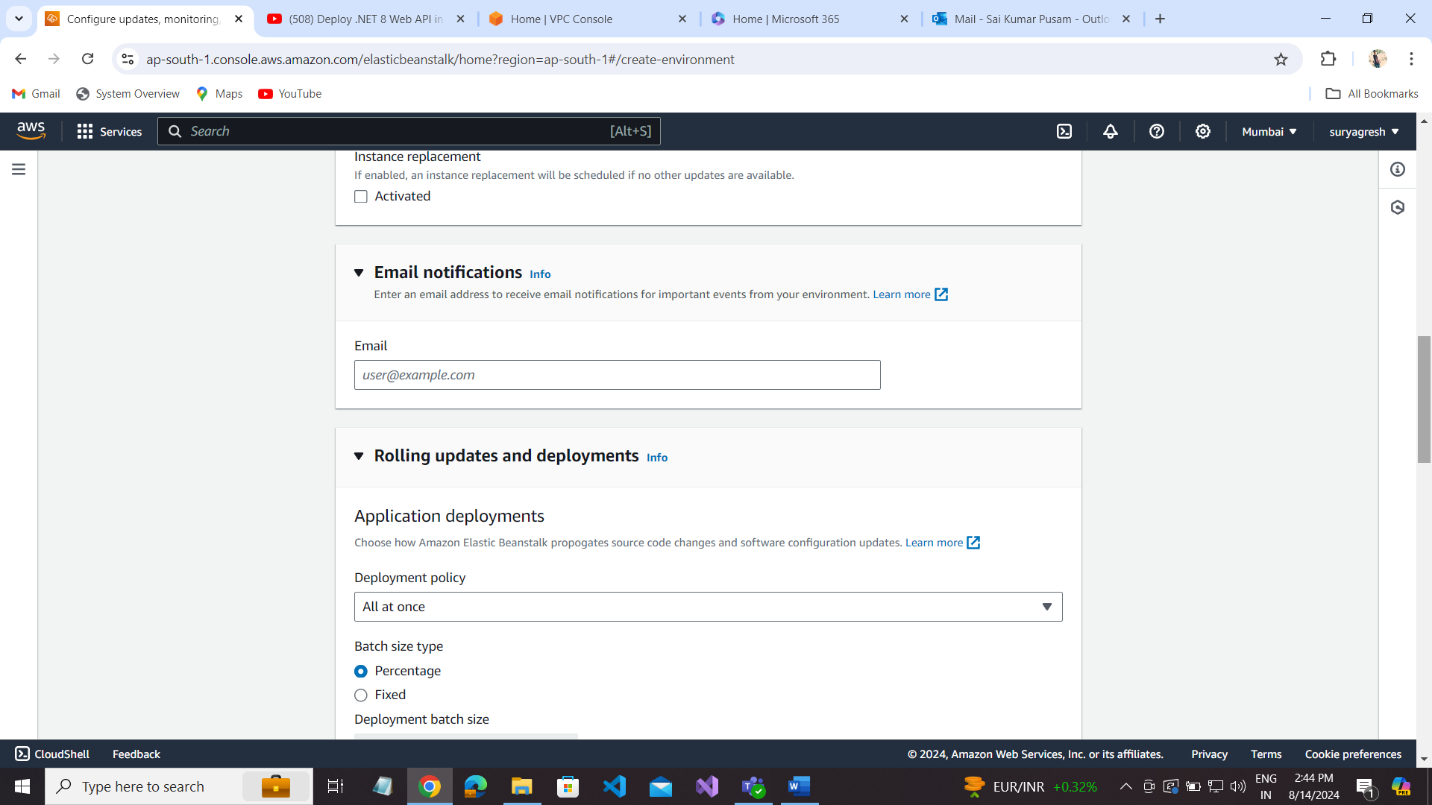 Configure updates, monitoring,
(508) Deploy .NET 8 Web API in
Home | VPC Console
Home | Microsoft 365
Mail - Sai Kumar Pusam - Outlo
ap-south-1.console.aws.amazon.com/elasticbeanstalk/home?region=ap-south-1#/create-environment
Gmail
System Overview
Maps
YouTube
All Bookmarks
aws
Services
Search
[Alt+S]
Mumbai
suryagresh
Instance replacement
If enabled, an instance replacement will be scheduled if no other updates are available.
Activated
Email notifications Info
Enter an email address to receive email notifications for important events from your environment. Learn more
Email
user@example.com
Rolling updates and deployments Info
Application deployments
Choose how Amazon Elastic Beanstalk propogates source code changes and software configuration updates. Learn more
Deployment policy
All at once
Batch size type
Percentage
Fixed
Deployment batch size
CloudShell
Feedback
© 2024, Amazon Web Services, Inc. or its affiliates.
Privacy
Terms
Cookie preferences
Type here to search
EUR/INR +0.32%
ENG
IN
2:44 PM
8/14/2024
1
PRE